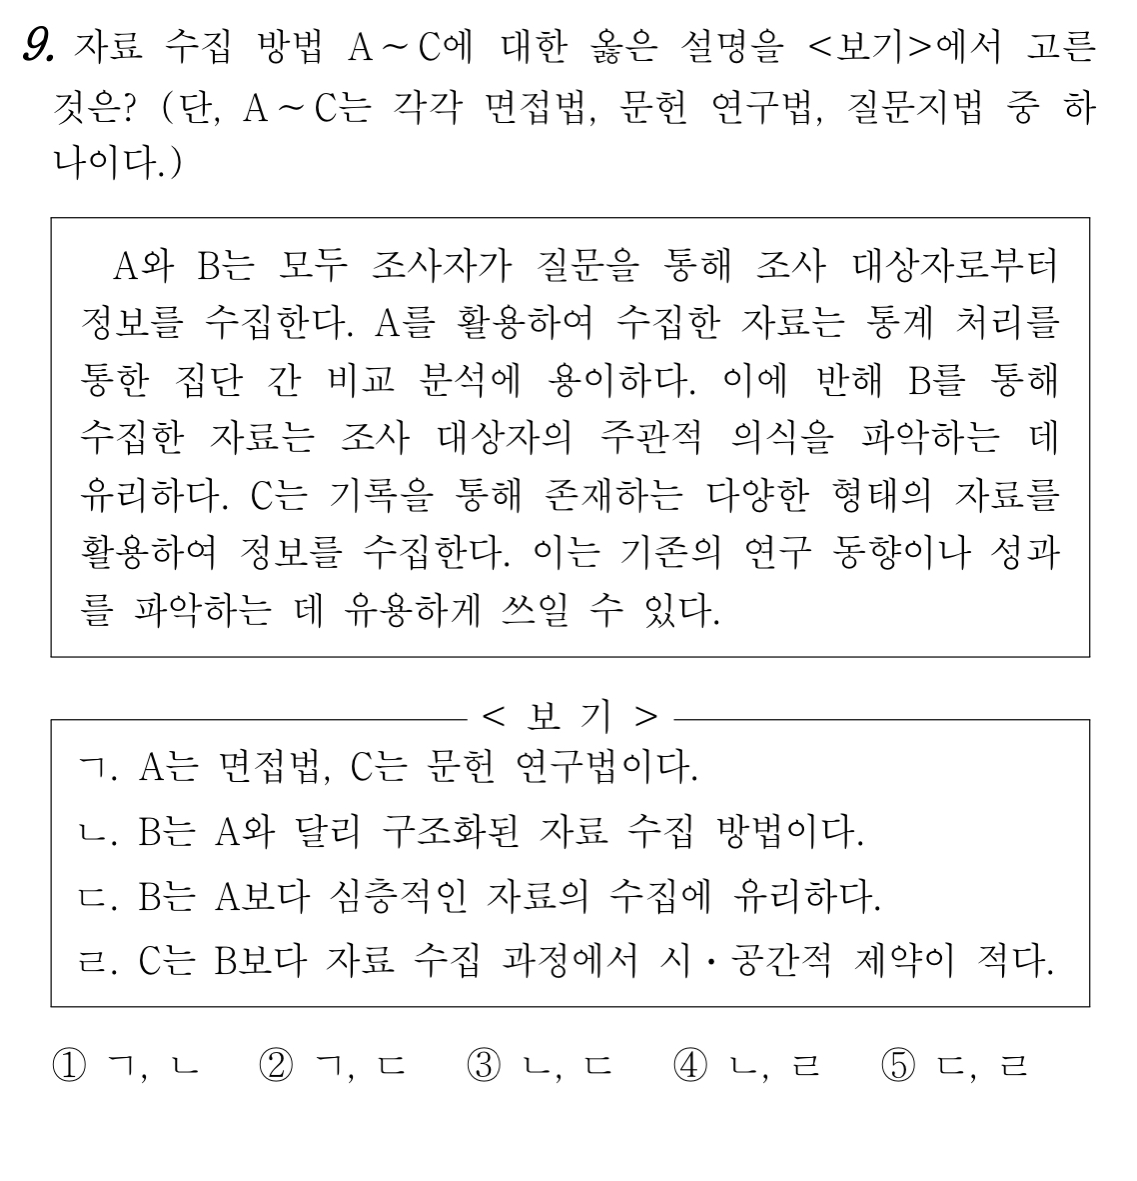 9. 자료 수집 방법 A~C에 대한 옳은 설명을 <보기>에서 고른
것은? (단, A~C는 각각 면접법, 문헌 연구법, 질문지법 중 하
나이다.)
A와 B는 모두 조사자가 질문을 통해 조사 대상자로부터
정보를 수집한다. A를 활용하여 수집한 자료는 통계 처리를
통한 집단 간 비교 분석에 용이하다. 이에 반해 B를 통해
수집한 자료는 조사 대상자의 주관적 의식을 파악하는 데
유리하다. C는 기록을 통해 존재하는 다양한 형태의 자료를
활용하여 정보를 수집한다. 이는 기존의 연구 동향이나 성과
를 파악하는 데 유용하게 쓰일 수 있다.
< 보 기 >
ㄱ. A는 면접법, C는 문헌 연구법이다.
ㄴ. B는 A와 달리 구조화된 자료 수집 방법이다.
ㄷ. B는 A보다 심층적인 자료의 수집에 유리하다.
ㄹ. C는 B보다 자료 수집 과정에서 시·공간적 제약이 적다.
① ㄱ, ㄴ ② ㄱ, ㄷ ③ ㄴ, ㄷ ④ ㄴ, ㄹ ⑤ ㄷ, ㄹ